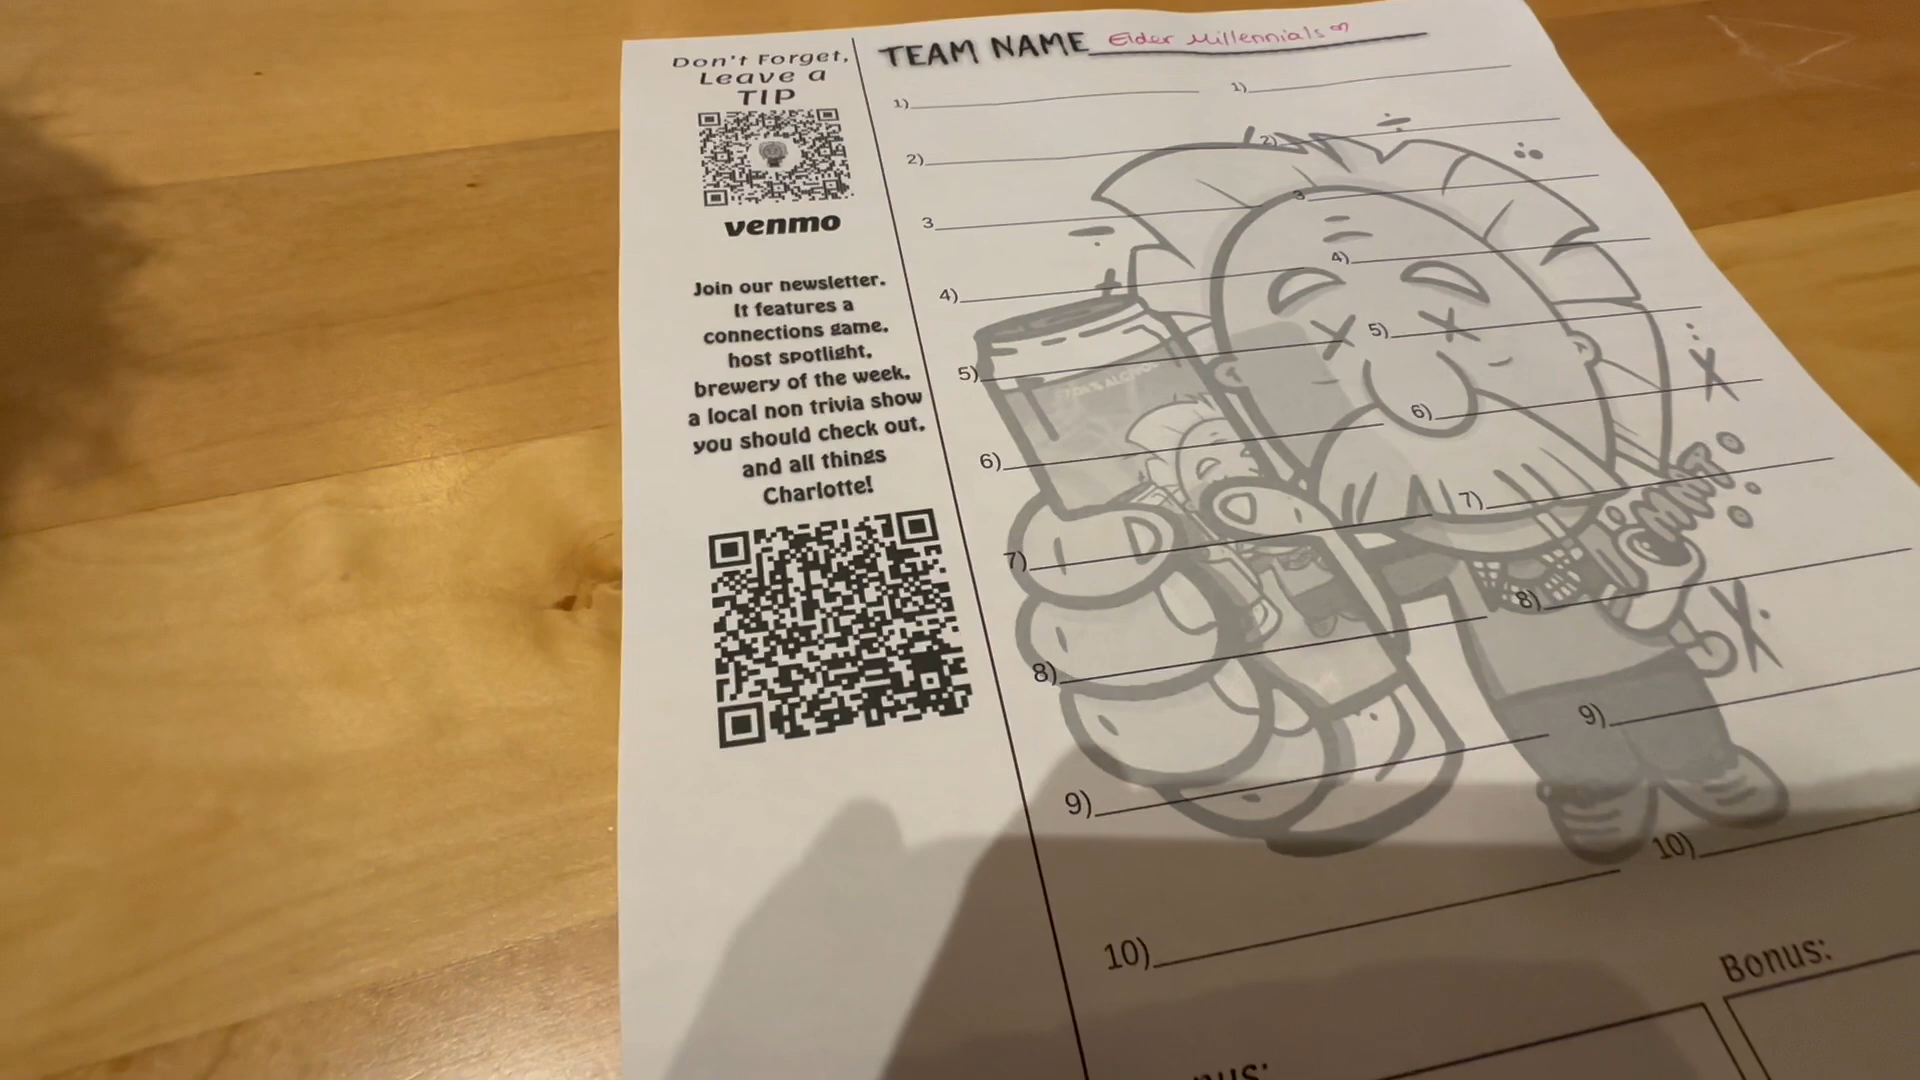 Don't Forget,
Leave a
TIP
venmo
Join our newsletter.
It features a
connections game,
host spotlight,
brewery of the week,
a local non trivia show
you should check out,
and all things
Charlotte!
TEAM NAME Elder Millennials
1)
2)
3
4)
5)
6)
7)
8)
9)
10)
1)
2)
3
4)
5)
6)
7)
8)
9)
10)
Bonus: